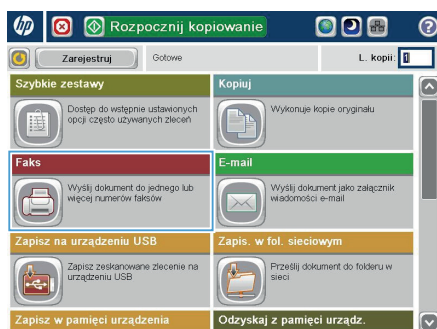 hp
Rozpocznij kopiowanie
?
Zarejestruj
Gotowe
L. kopii: 1
Szybkie zestawy
Kopiuj
Dostęp do wstępnie ustawionych
opcji często używanych zleceń
Wykonuje kopie oryginału
Faks
E-mail
Wyślij dokument do jednego lub
więcej numerów faksów
Wyślij dokument jako załącznik
wiadomości e-mail
Zapisz na urządzeniu USB
Zapis. w fol. sieciowym
Zapisz zeskanowane zlecenie na
urządzeniu USB
Prześlij dokument do folderu w
sieci
Zapisz w pamięci urządzenia
Odzyskaj z pamięci urządz.